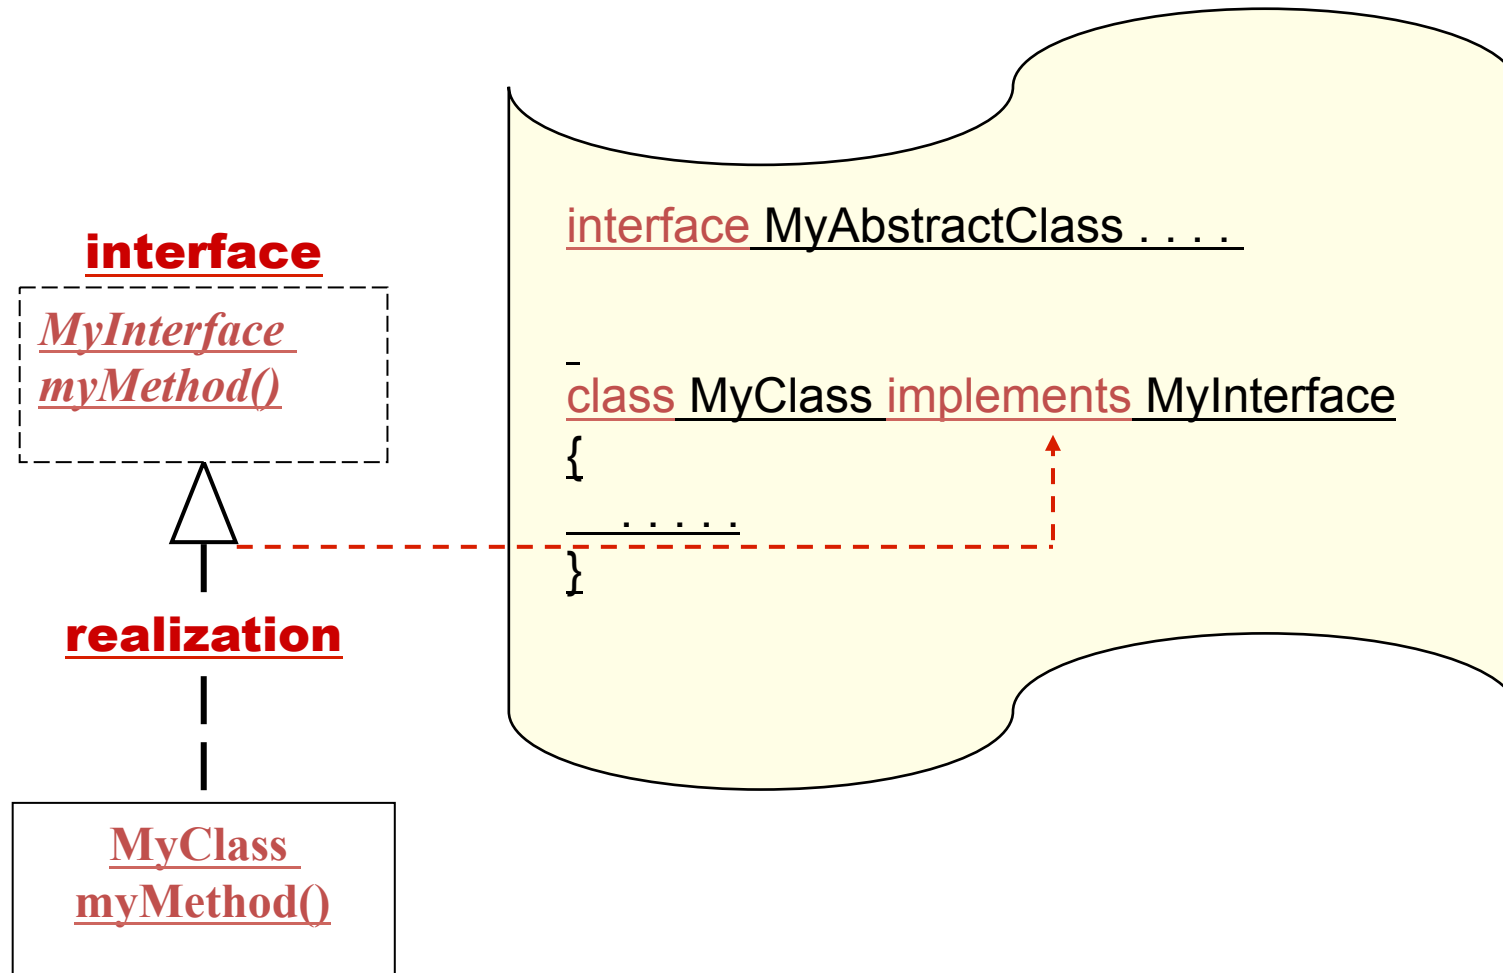 interface
MyInterface
myMethod()
realization
MyClass
myMethod()
interface MyAbstractClass . . . .
class MyClass implements MyInterface
{
. . . . .
}